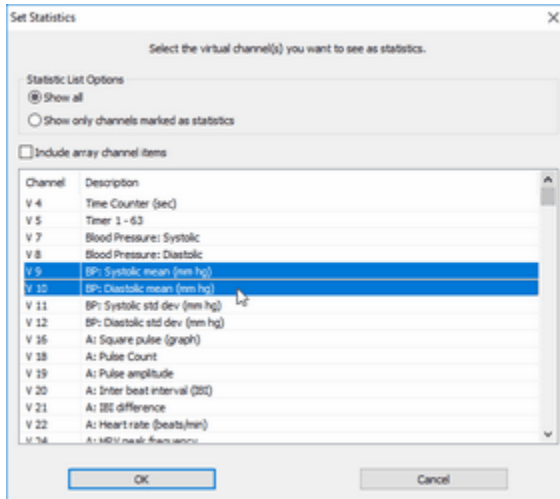 Set Statistics
Select the virtual channel(s) you want to see as statistics.
Statistic List Options
Show all
Show only channels marked as statistics
Include array channel items
Channel Description
V 4 Time Counter (sec)
V 5 Timer 1 - 63
V 7 Blood Pressure: Systolic
V 8 Blood Pressure: Diastolic
V 9 BP: Systolic mean (mm hg)
V 10 BP: Diastolic mean (mm hg)
V 11 BP: Systolic std dev (mm hg)
V 12 BP: Diastolic std dev (mm hg)
V 16 A: Square pulse (graph)
V 18 A: Pulse Count
V 19 A: Pulse amplitude
V 20 A: Inter beat interval (IBI)
V 21 A: IBI difference
V 22 A: Heart rate (beats/min)
V 24 A: HRV peak frequency
OK Cancel